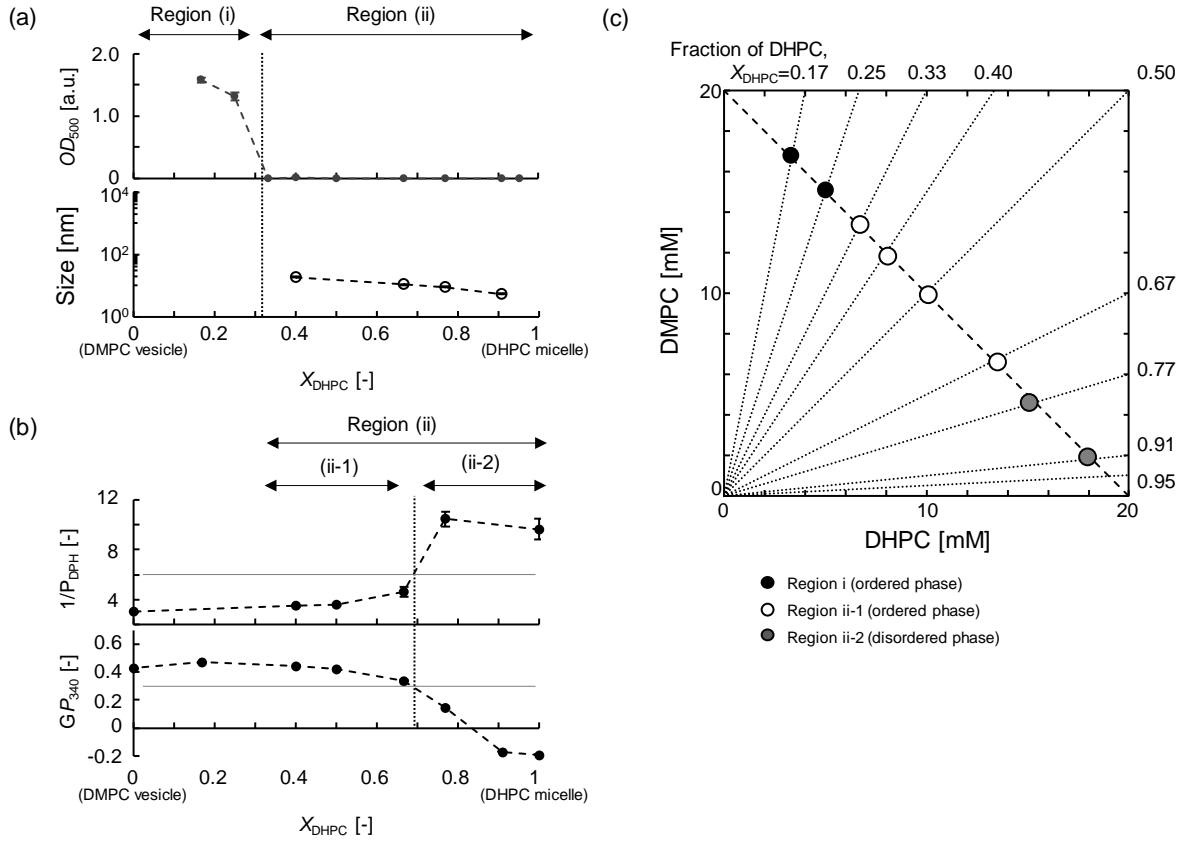 (a)
Region (i)
Region (ii)
2.0
1.0
0
OD500 [a.u.]
10^4
10^2
10^0
Size [nm]
0
0.2
0.4
0.6
0.8
1
(DMPC vesicle)
(DHPC micelle)
XDHPC [-]
(b)
Region (ii)
(ii-1)
(ii-2)
12
8
4
1/PDPH [-]
0.6
0.4
0.2
0
-0.2
GP340 [-]
0
0.2
0.4
0.6
0.8
1
(DMPC vesicle)
(DHPC micelle)
XDHPC [-]
(c)
Fraction of DHPC,
XDHPC=0.17
0.25
0.33
0.40
0.50
20
10
0
DMPC [mM]
0.67
0.77
0.91
0.95
0
10
20
DHPC [mM]
Region i (ordered phase)
Region ii-1 (ordered phase)
Region ii-2 (disordered phase)